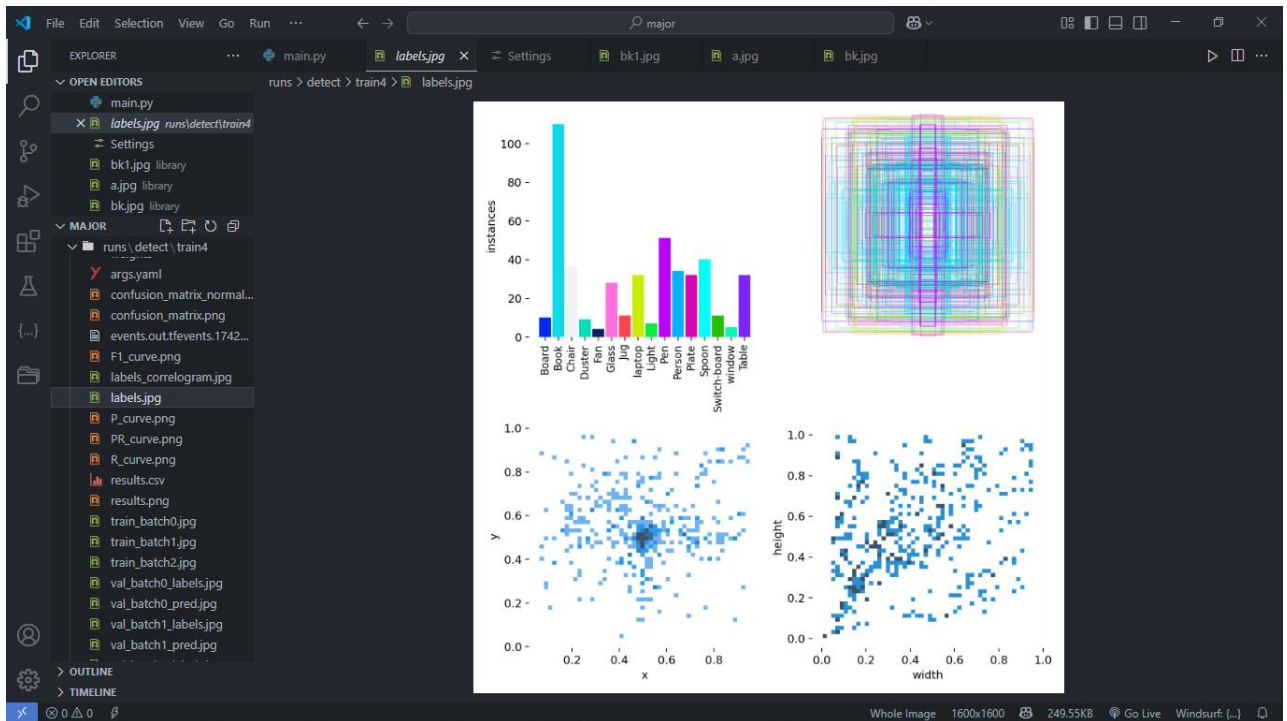 File Edit Selection View Go Run ... major
EXPLORER ...
main.py
labels.jpg
Settings
bk1.jpg
a.jpg
bk.jpg
OPEN EDITORS
main.py
labels.jpg runs\detect\train4
Settings
bk1.jpg library
a.jpg library
bk.jpg library
MAJOR
runs\detect\train4
args.yaml
confusion_matrix_normal...
confusion_matrix.png
events.out.tfevents.1742...
F1_curve.png
labels_correlogram.jpg
labels.jpg
P_curve.png
PR_curve.png
R_curve.png
results.csv
results.png
train_batch0.jpg
train_batch1.jpg
train_batch2.jpg
val_batch0_labels.jpg
val_batch0_pred.jpg
val_batch1_labels.jpg
val_batch1_pred.jpg
OUTLINE
TIMELINE
runs > detect > train4 > labels.jpg
instances
100
80
60
40
20
0
Board
Book
Chair
Duster
Fan
Glass
Jug
laptop
Light
Pen
Person
Plate
Spoon
Switch-board
window
Table
y
1.0
0.8
0.6
0.4
0.2
0.0
0.2 0.4 0.6 0.8
x
height
1.0
0.8
0.6
0.4
0.2
0.0
0.0 0.2 0.4 0.6 0.8 1.0
width
0 0 0 Whole Image 1600x1600 249.55KB Go Live Windsurf: {...}